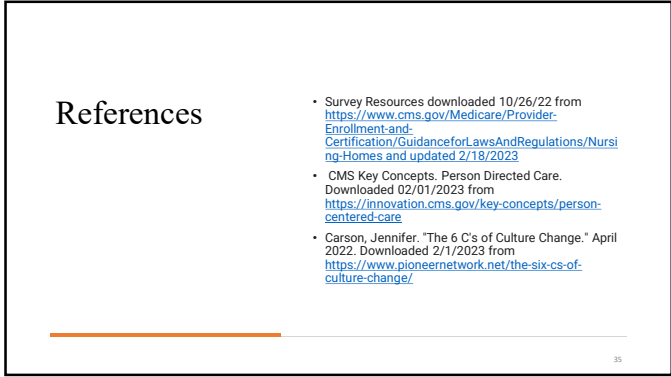 References
• Survey Resources downloaded 10/26/22 from
https://www.cms.gov/Medicare/Provider-
Enrollment-and-
Certification/GuidanceforLawsAndRegulations/Nursi
ng-Homes and updated 2/18/2023
• CMS Key Concepts. Person Directed Care.
Downloaded 02/01/2023 from
https://innovation.cms.gov/key-concepts/person-
centered-care
• Carson, Jennifer. "The 6 C's of Culture Change." April
2022. Downloaded 2/1/2023 from
https://www.pioneernetwork.net/the-six-cs-of-
culture-change/
35